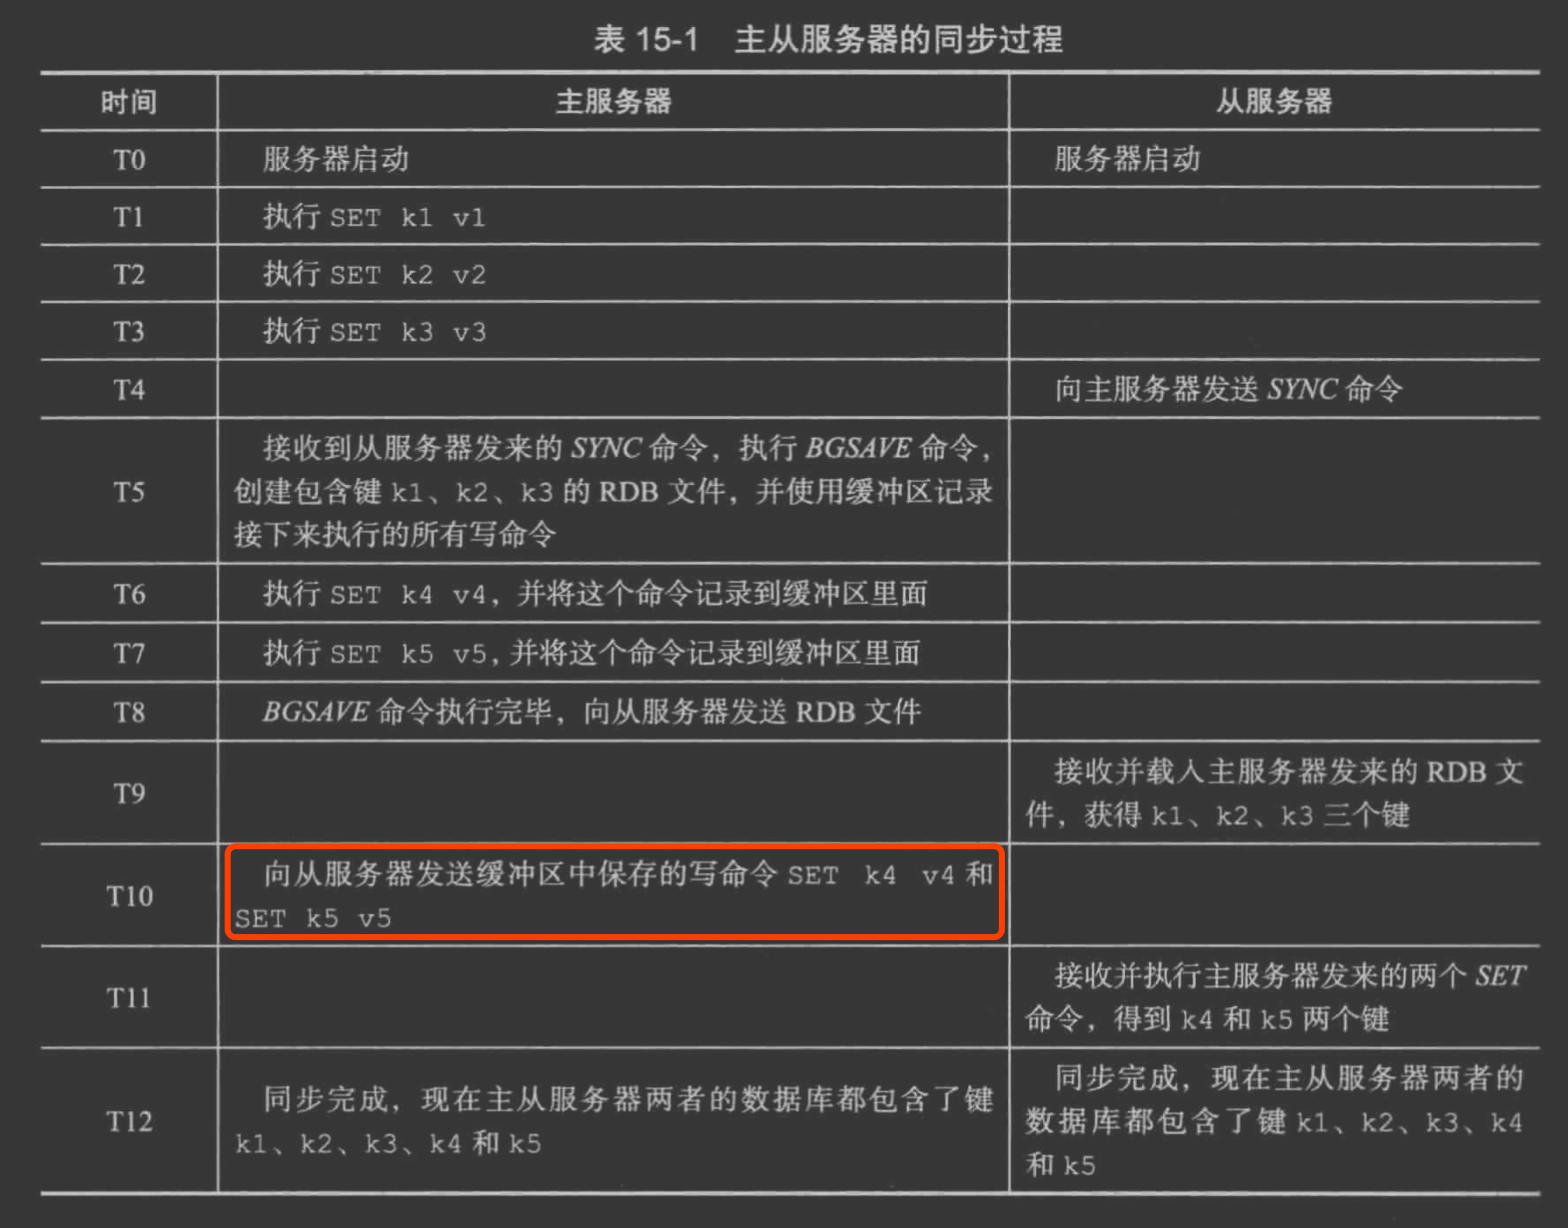 表 15-1 主从服务器的同步过程
时间 主服务器 从服务器
T0 服务器启动 服务器启动
T1 执行 SET k1 v1
T2 执行 SET k2 v2
T3 执行 SET k3 v3
T4 向主服务器发送 SYNC 命令
接收到从服务器发来的 SYNC 命令，执行 BGSAVE 命令，
T5 创建包含键 k1、k2、k3 的 RDB 文件，并使用缓冲区记录
接下来执行的所有写命令
T6 执行 SET k4 v4，并将这个命令记录到缓冲区里面
T7 执行 SET k5 v5，并将这个命令记录到缓冲区里面
T8 BGSAVE 命令执行完毕，向从服务器发送 RDB 文件
T9 接收并载入主服务器发来的 RDB 文
件，获得 k1、k2、k3 三个键
T10 向从服务器发送缓冲区中保存的写命令 SET k4 v4 和
SET k5 v5
T11 接收并执行主服务器发来的两个 SET
命令，得到 k4 和 k5 两个键
T12 同步完成，现在主从服务器两者的数据库都包含了键
k1、k2、k3、k4 和 k5
同步完成，现在主从服务器两者的
数据库都包含了键 k1、k2、k3、k4
和 k5